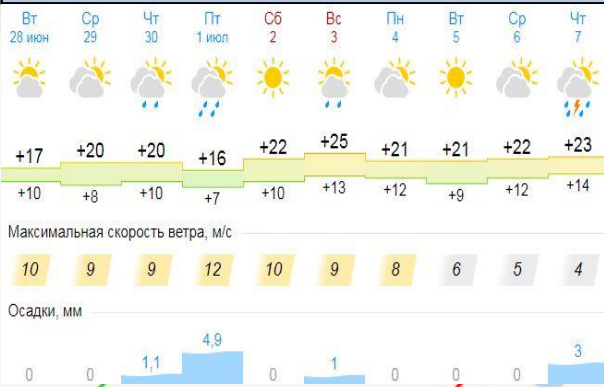 Вт Ср Чт Пт Сб Вс Пн Вт Ср Чт
28 июн 29 30 1 июл 2 3 4 5 6 7
+17 +20 +20 +16 +22 +25 +21 +21 +22 +23
+10 +8 +10 +7 +10 +13 +12 +9 +12 +14
Максимальная скорость ветра, м/с
10 9 9 12 10 9 8 6 5 4
Осадки, мм
0 0 1,1 4,9 0 1 0 0 0 3